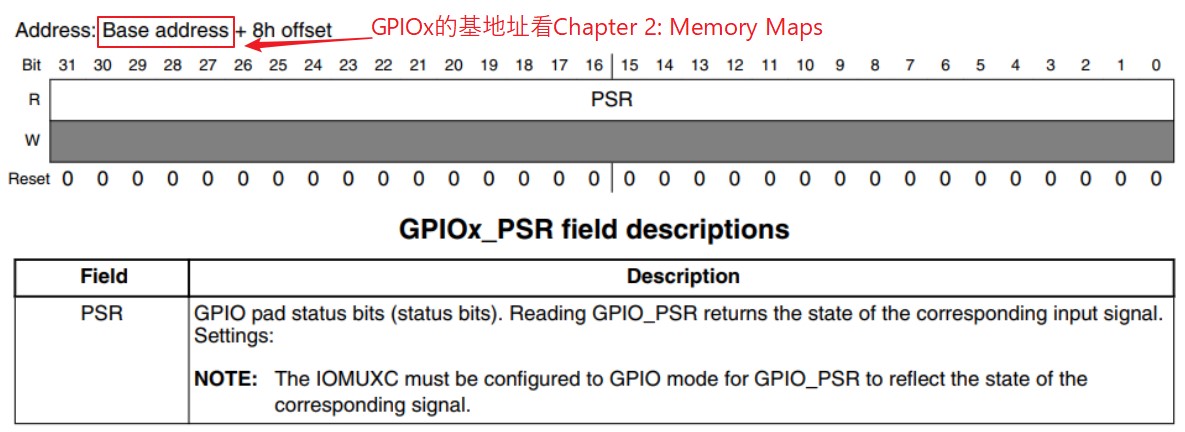 Address: Base address + 8h offset
GPIOx的基地址看Chapter 2: Memory Maps
Bit 31 30 29 28 27 26 25 24 23 22 21 20 19 18 17 16 15 14 13 12 11 10 9 8 7 6 5 4 3 2 1 0
R PSR
W
Reset 0 0 0 0 0 0 0 0 0 0 0 0 0 0 0 0 0 0 0 0 0 0 0 0 0 0 0 0 0 0 0 0
GPIOx_PSR field descriptions
Field Description
PSR GPIO pad status bits (status bits). Reading GPIO_PSR returns the state of the corresponding input signal.
Settings:
NOTE: The IOMUXC must be configured to GPIO mode for GPIO_PSR to reflect the state of the
corresponding signal.